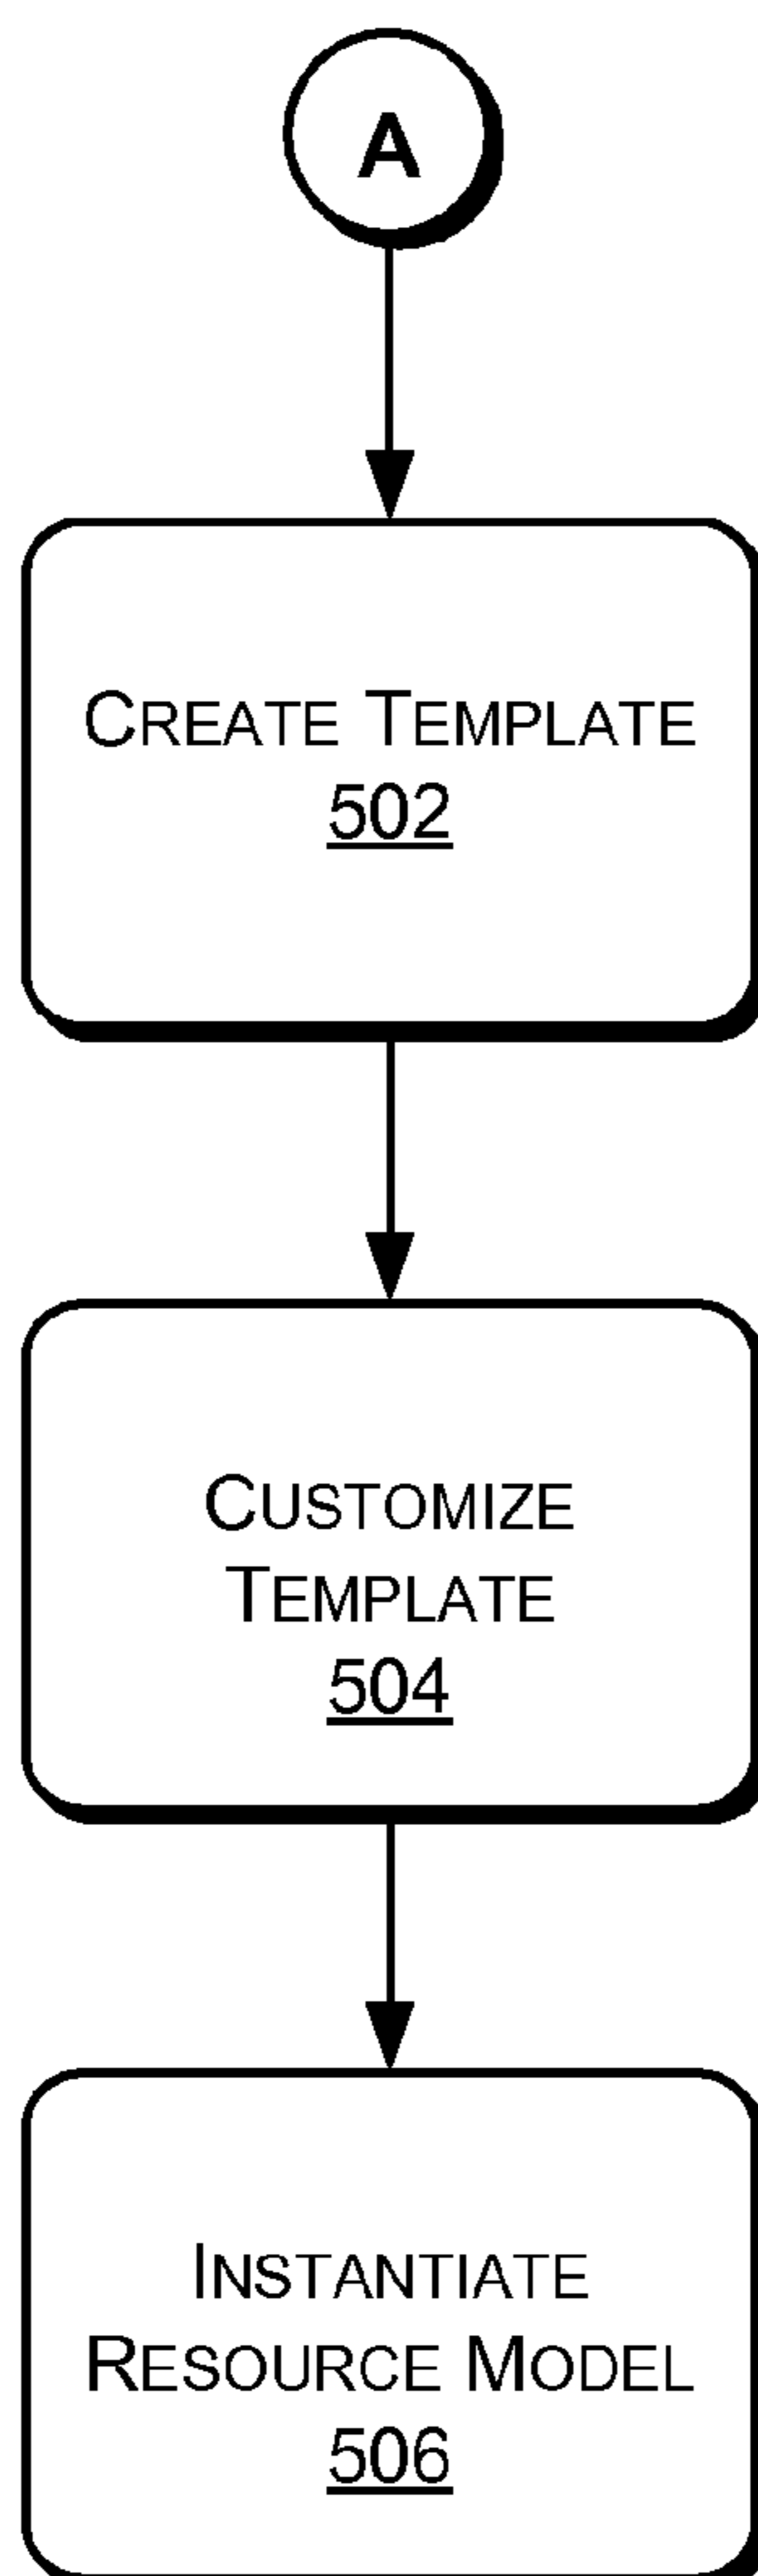 A
CREATE TEMPLATE
502
CUSTOMIZE
TEMPLATE
504
INSTANTIATE
RESOURCE MODEL
506